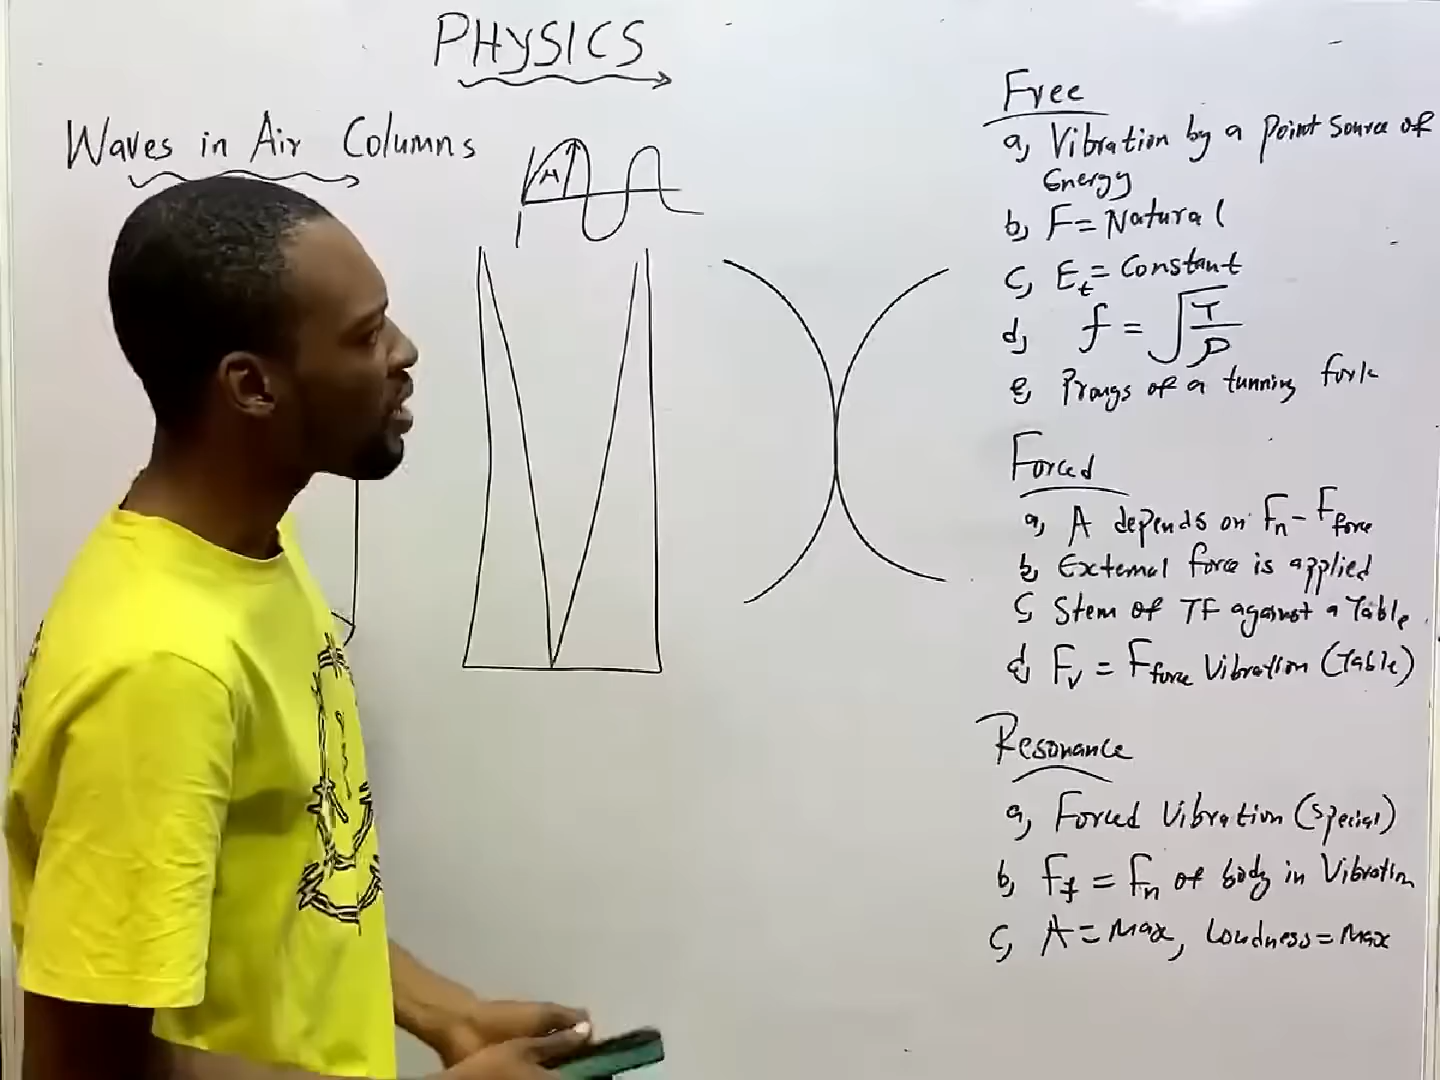 PHYSICS
Waves in Air Columns
A
Free
a, Vibration by a point source of
Energy
b, F = Natural
c, Et = Constant
d, f = √T/ρ
e, Prongs of a tunning fork
Forced
a, A depends on Fn - Fforce
b, External force is applied
c, Stem of TF against a Table
d, Fv = Fforce Vibration (Table)
Resonance
a, Forced Vibration (special)
b, Ff = Fn of body in Vibration
c, A = Max, Loudness = Max